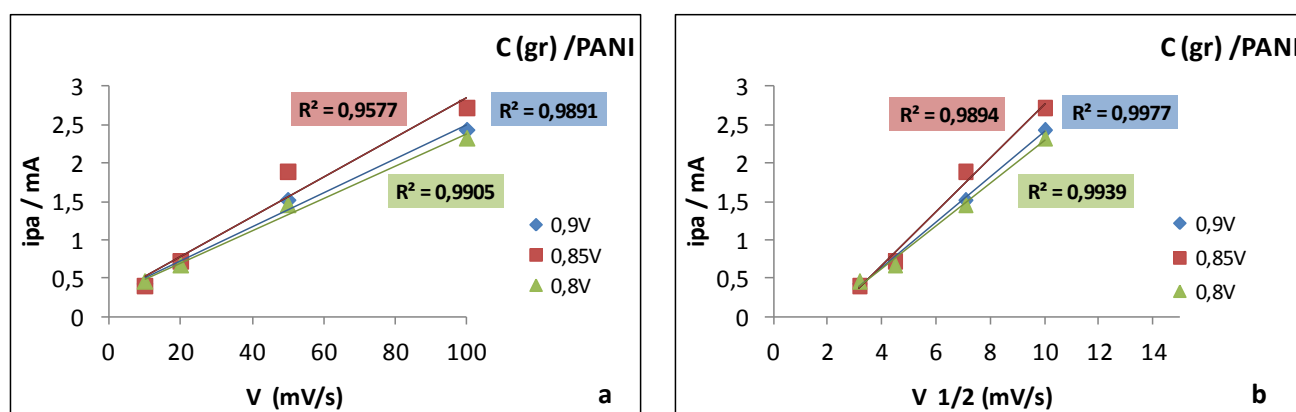 C (gr) /PANI
3
2,5
2
1,5
1
0,5
0
0 20 40 60 80 100
ipa / mA
V (mV/s)
R² = 0,9577
R² = 0,9891
R² = 0,9905
0,9V
0,85V
0,8V
a
C (gr) /PANI
3
2,5
2
1,5
1
0,5
0
0 2 4 6 8 10 12 14
ipa / mA
V 1/2 (mV/s)
R² = 0,9894
R² = 0,9977
R² = 0,9939
0,9V
0,85V
0,8V
b